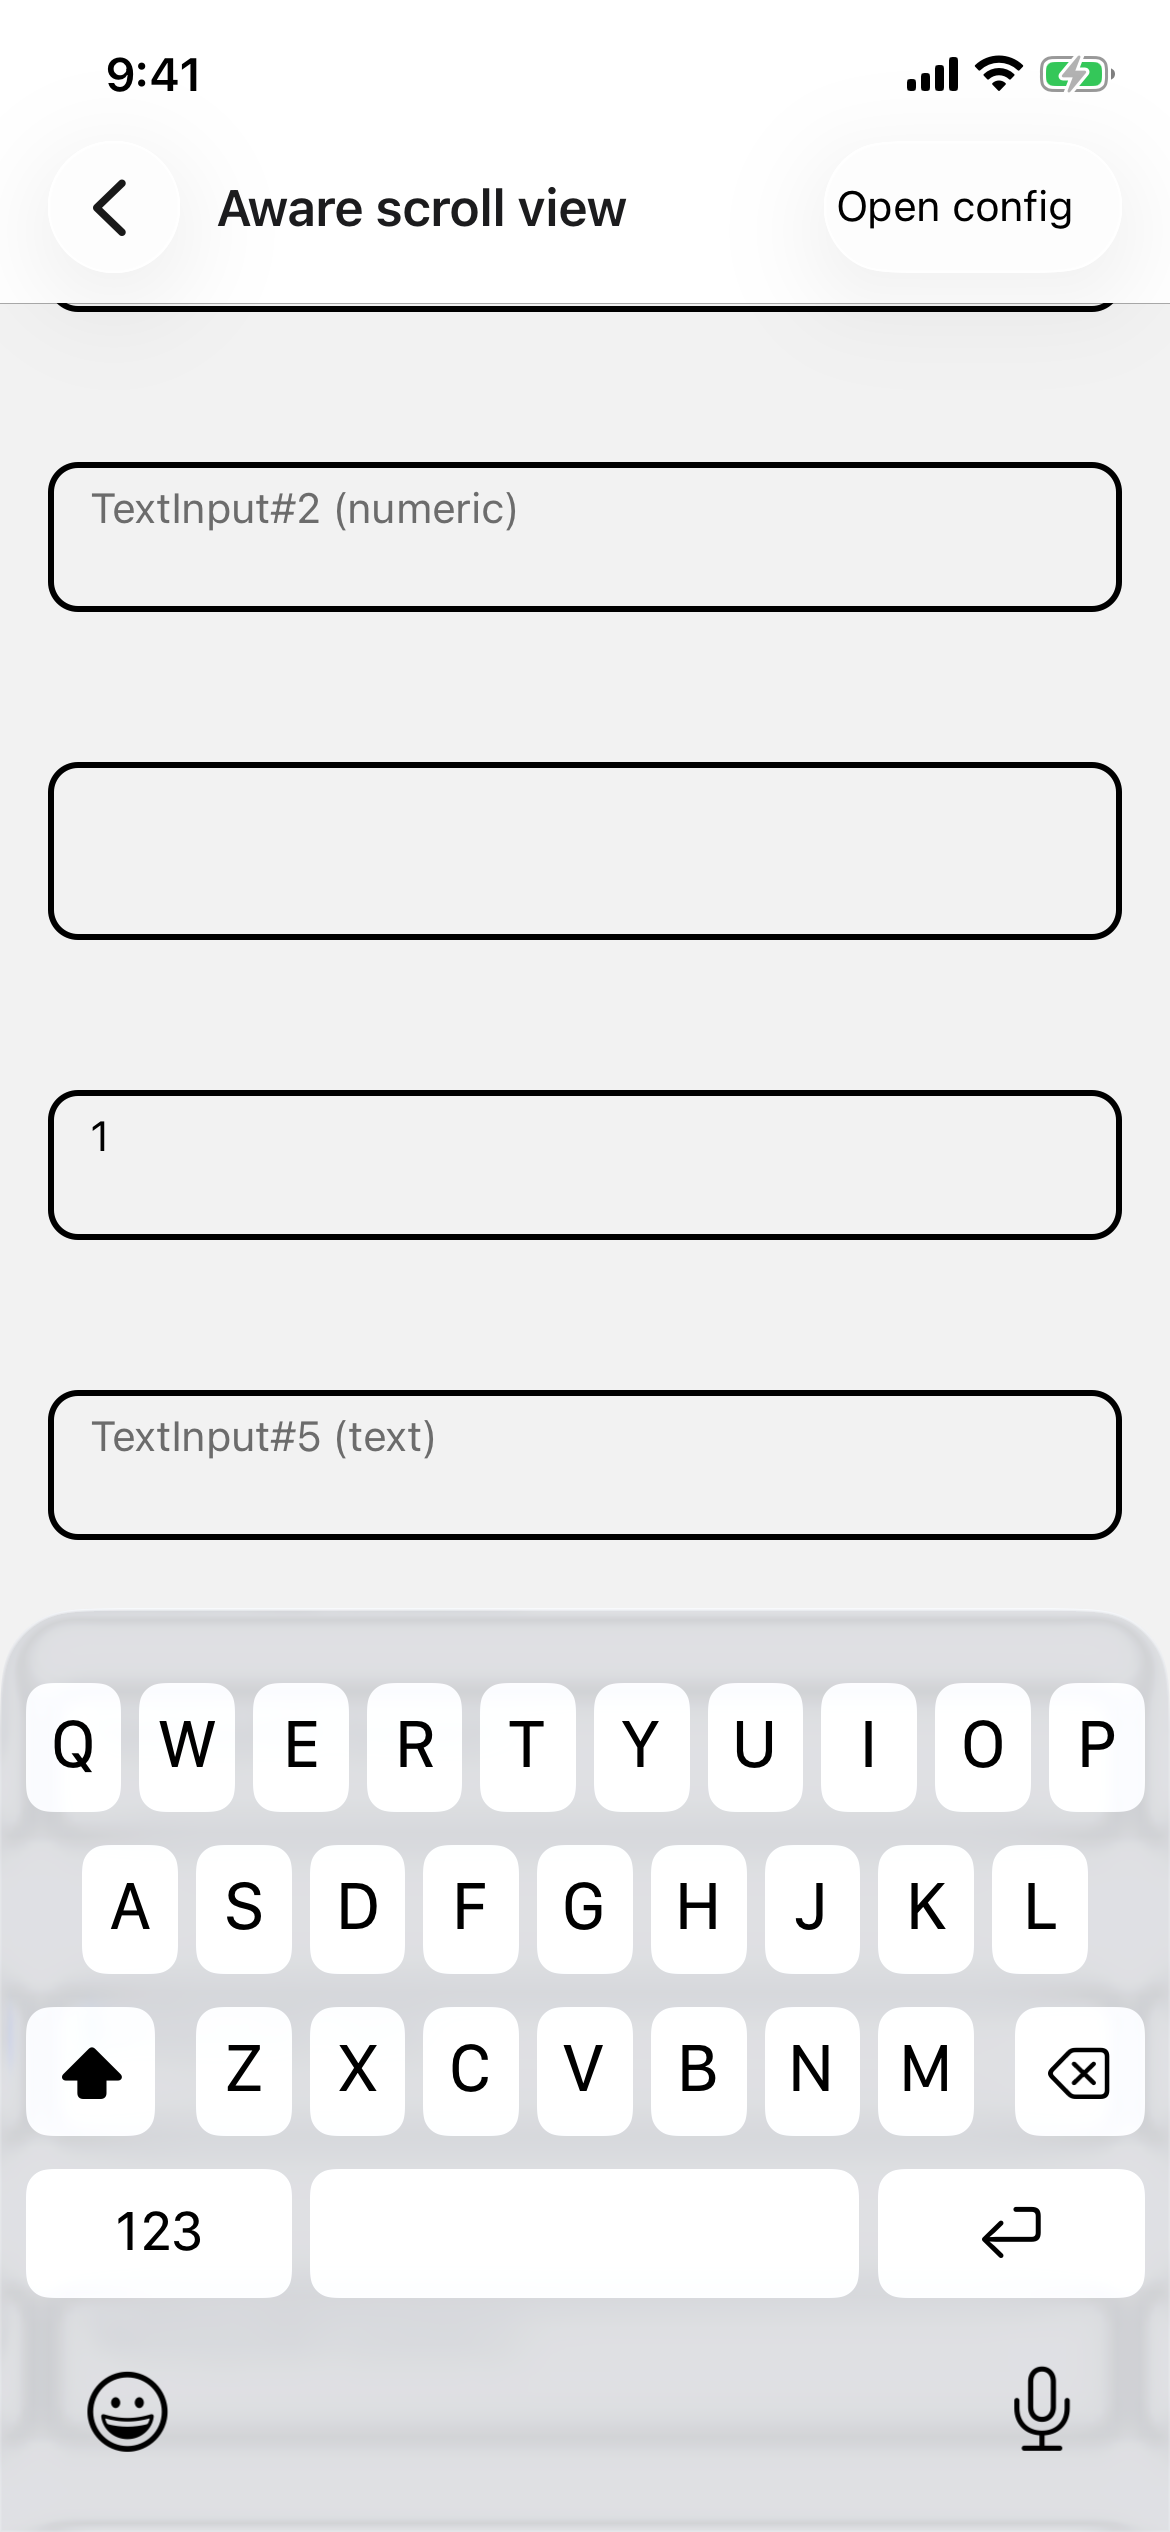 9:41
Aware scroll view
Open config
TextInput#2 (numeric)
1
TextInput#5 (text)
Q W E R T Y U I O P
A S D F G H J K L
Z X C V B N M
123